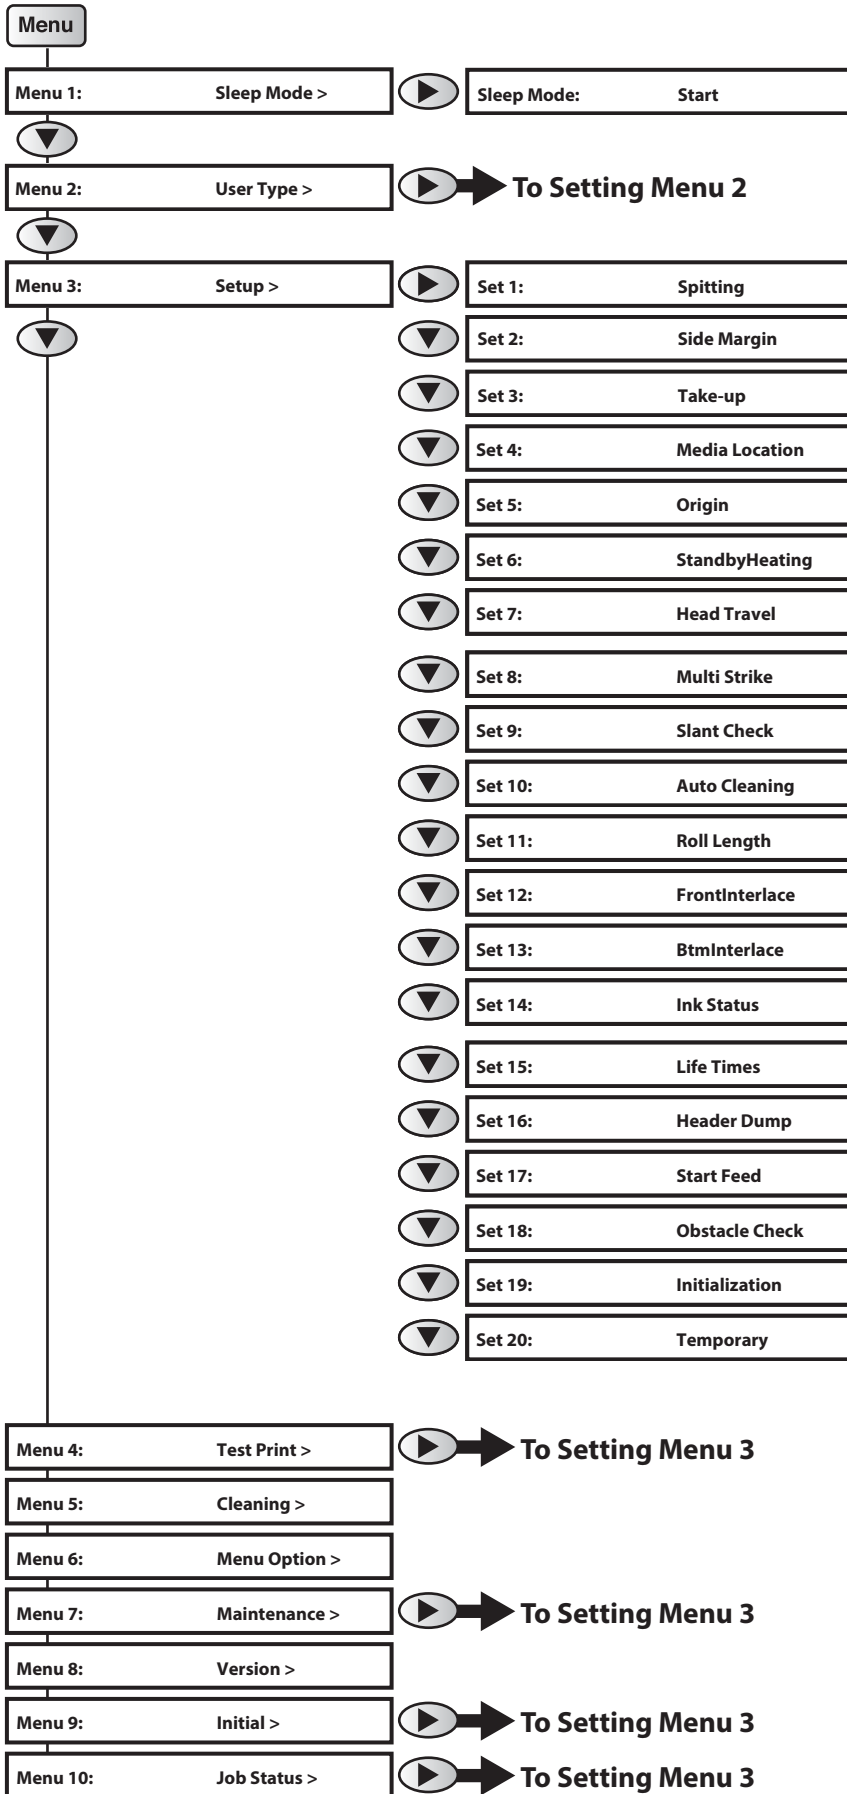 Menu
Menu 1: Sleep Mode > Sleep Mode: Start
Menu 2: User Type > To Setting Menu 2
Menu 3: Setup > Set 1: Spitting
Set 2: Side Margin
Set 3: Take-up
Set 4: Media Location
Set 5: Origin
Set 6: StandbyHeating
Set 7: Head Travel
Set 8: Multi Strike
Set 9: Slant Check
Set 10: Auto Cleaning
Set 11: Roll Length
Set 12: FrontInterlace
Set 13: BtmInterlace
Set 14: Ink Status
Set 15: Life Times
Set 16: Header Dump
Set 17: Start Feed
Set 18: Obstacle Check
Set 19: Initialization
Set 20: Temporary
Menu 4: Test Print > To Setting Menu 3
Menu 5: Cleaning >
Menu 6: Menu Option >
Menu 7: Maintenance > To Setting Menu 3
Menu 8: Version >
Menu 9: Initial > To Setting Menu 3
Menu 10: Job Status > To Setting Menu 3